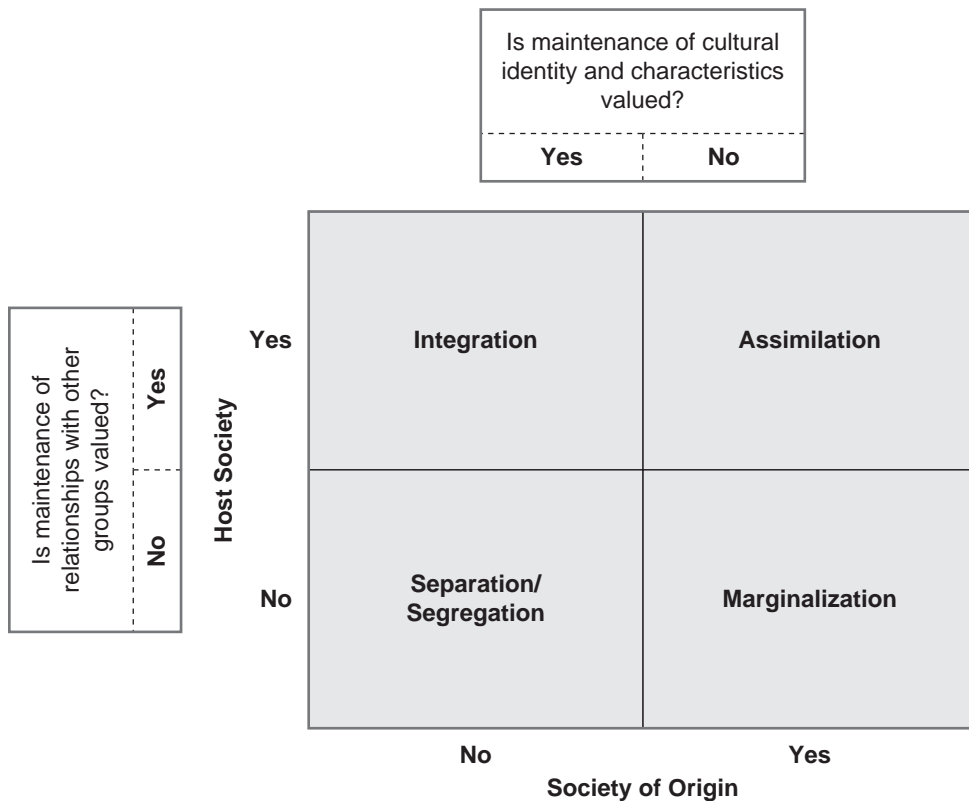 Is maintenance of cultural
identity and characteristics
valued?
Yes No
Is maintenance of
relationships with other
groups valued?
Yes
No
Host Society
Yes
No
Integration
Assimilation
Separation/
Segregation
Marginalization
No Yes
Society of Origin